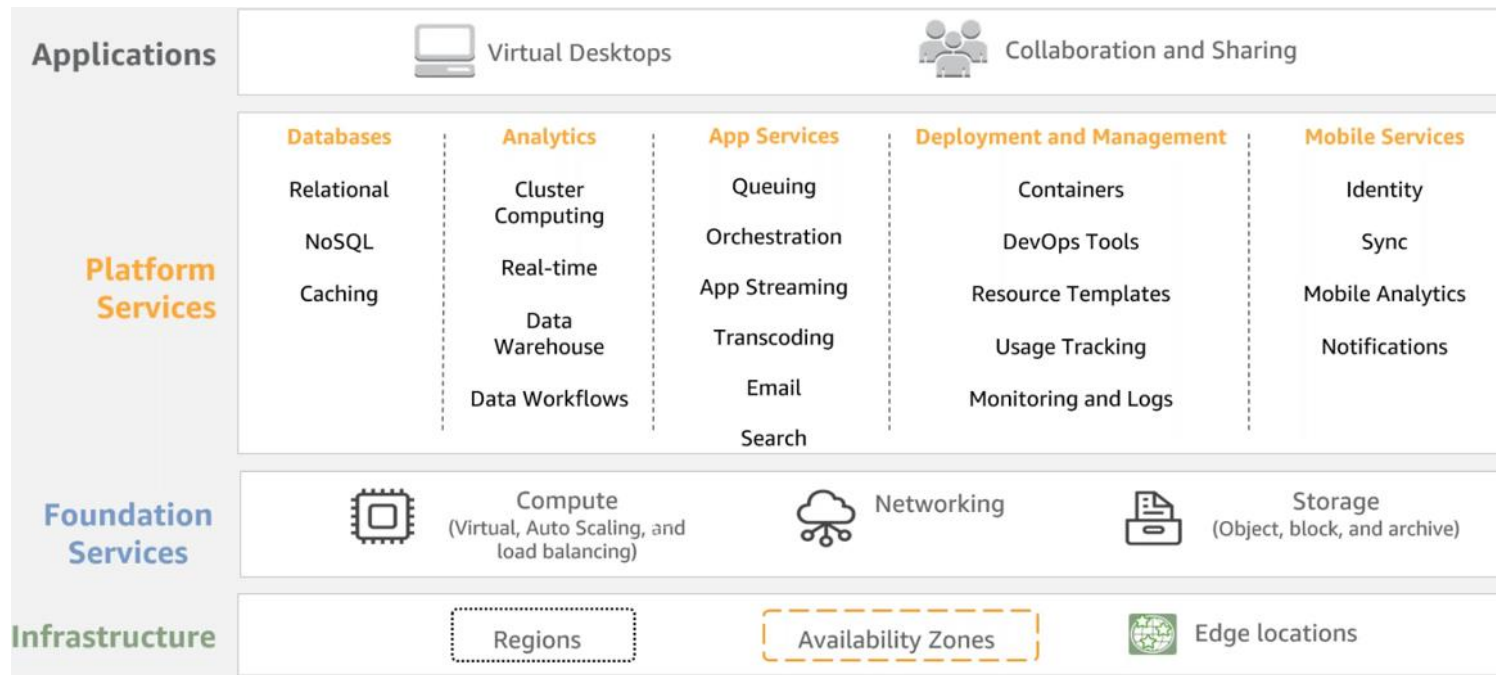 Applications
Virtual Desktops
Collaboration and Sharing
Platform
Services
Databases
Relational
NoSQL
Caching
Analytics
Cluster
Computing
Real-time
Data
Warehouse
Data Workflows
App Services
Queuing
Orchestration
App Streaming
Transcoding
Email
Search
Deployment and Management
Containers
DevOps Tools
Resource Templates
Usage Tracking
Monitoring and Logs
Mobile Services
Identity
Sync
Mobile Analytics
Notifications
Foundation
Services
Compute
(Virtual, Auto Scaling, and
load balancing)
Networking
Storage
(Object, block, and archive)
Infrastructure
Regions
Availability Zones
Edge locations